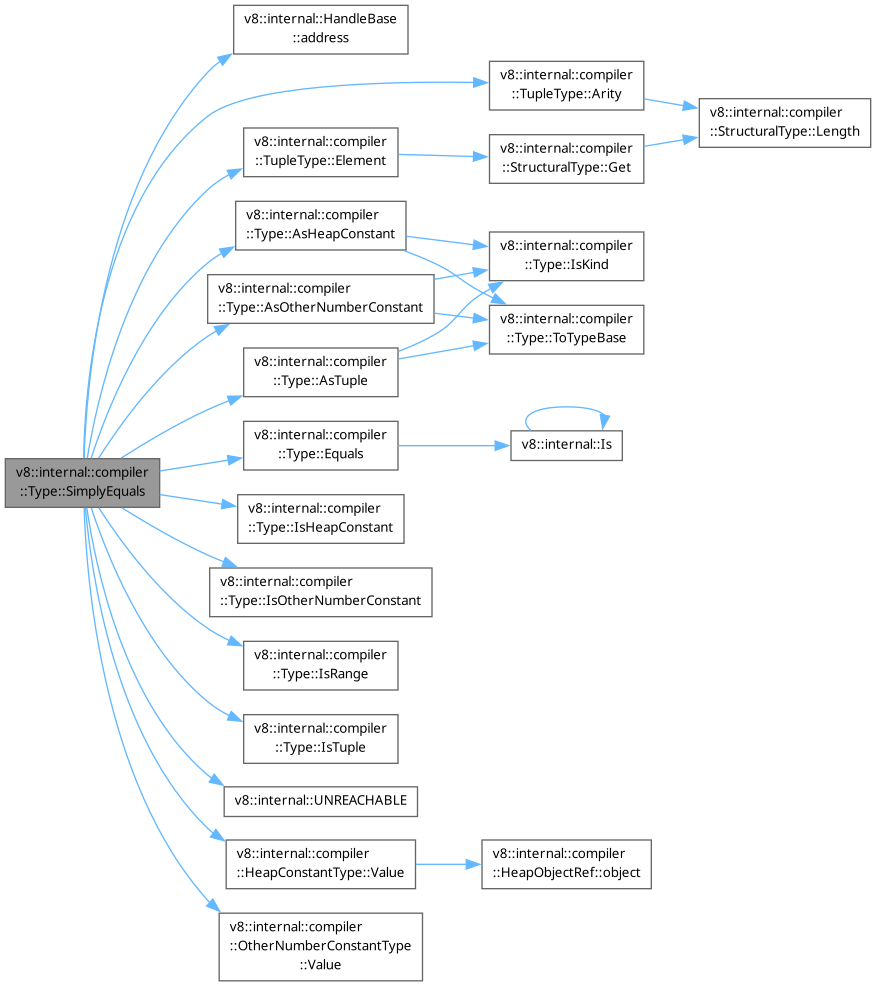 v8::internal::HandleBase
::address
v8::internal::compiler
::TupleType::Arity
v8::internal::compiler
::StructuralType::Length
v8::internal::compiler
::TupleType::Element
v8::internal::compiler
::StructuralType::Get
v8::internal::compiler
::Type::AsHeapConstant
v8::internal::compiler
::Type::IsKind
v8::internal::compiler
::Type::AsOtherNumberConstant
v8::internal::compiler
::Type::ToTypeBase
v8::internal::compiler
::Type::AsTuple
v8::internal::compiler
::Type::Equals
v8::internal::Is
v8::internal::compiler
::Type::SimplyEquals
v8::internal::compiler
::Type::IsHeapConstant
v8::internal::compiler
::Type::IsOtherNumberConstant
v8::internal::compiler
::Type::IsRange
v8::internal::compiler
::Type::IsTuple
v8::internal::UNREACHABLE
v8::internal::compiler
::HeapConstantType::Value
v8::internal::compiler
::HeapObjectRef::object
v8::internal::compiler
::OtherNumberConstantType
::Value